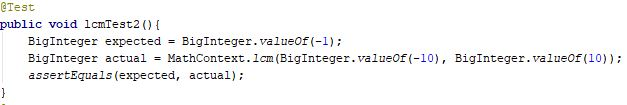 @Test
public void lcmTest2(){
    BigInteger expected = BigInteger.valueOf(-1);
    BigInteger actual = MathContext.lcm(BigInteger.valueOf(-10), BigInteger.valueOf(10));
    assertEquals(expected, actual);
}